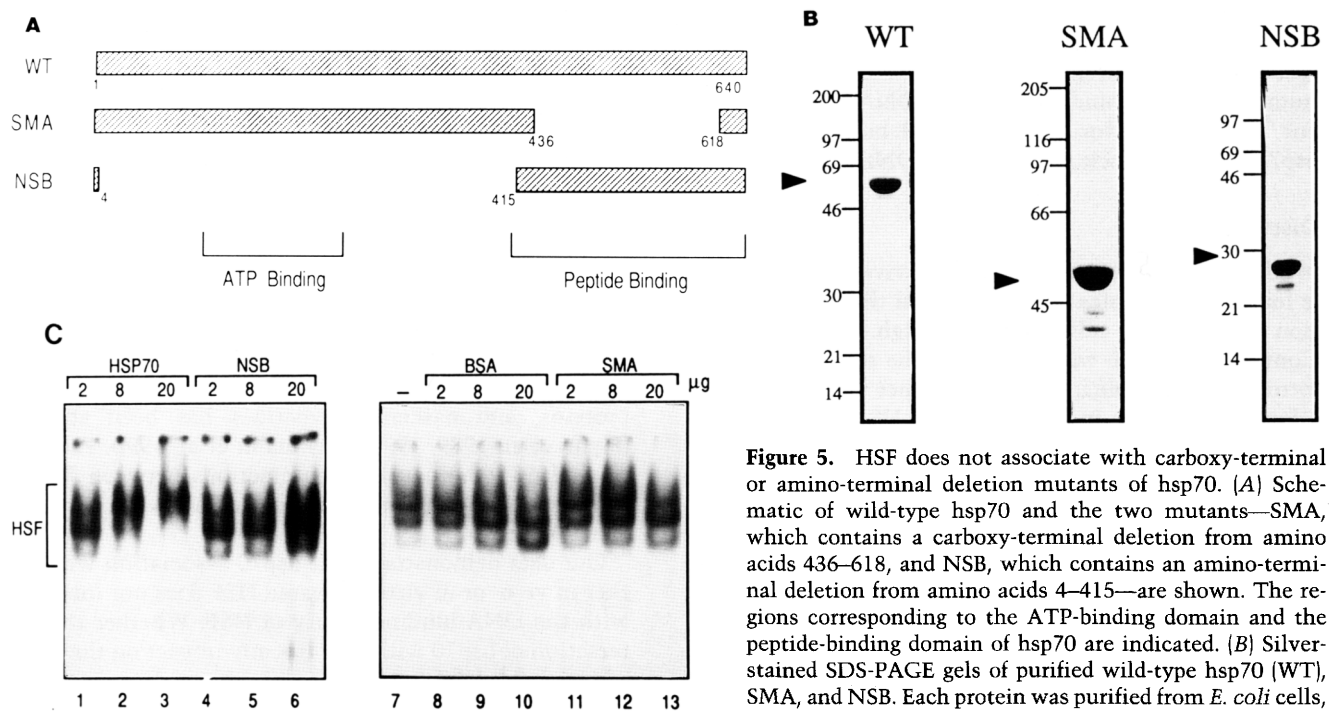 A
WT
1
640
SMA
436
618
NSB
4
415
ATP Binding
Peptide Binding
B
WT
SMA
NSB
200
97
69
46
30
21
14
205
116
97
66
45
97
69
46
30
21
14
C
HSP70
NSB
2 8 20 2 8 20
BSA
SMA
– 2 8 20 2 8 20 μg
HSF
1 2 3 4 5 6
7 8 9 10 11 12 13
Figure 5. HSF does not associate with carboxy-terminal
or amino-terminal deletion mutants of hsp70. (A) Sche-
matic of wild-type hsp70 and the two mutants—SMA,
which contains a carboxy-terminal deletion from amino
acids 436–618, and NSB, which contains an amino-termi-
nal deletion from amino acids 4–415—are shown. The re-
gions corresponding to the ATP-binding domain and the
peptide-binding domain of hsp70 are indicated. (B) Silver-
stained SDS-PAGE gels of purified wild-type hsp70 (WT),
SMA, and NSB. Each protein was purified from E. coli cells,